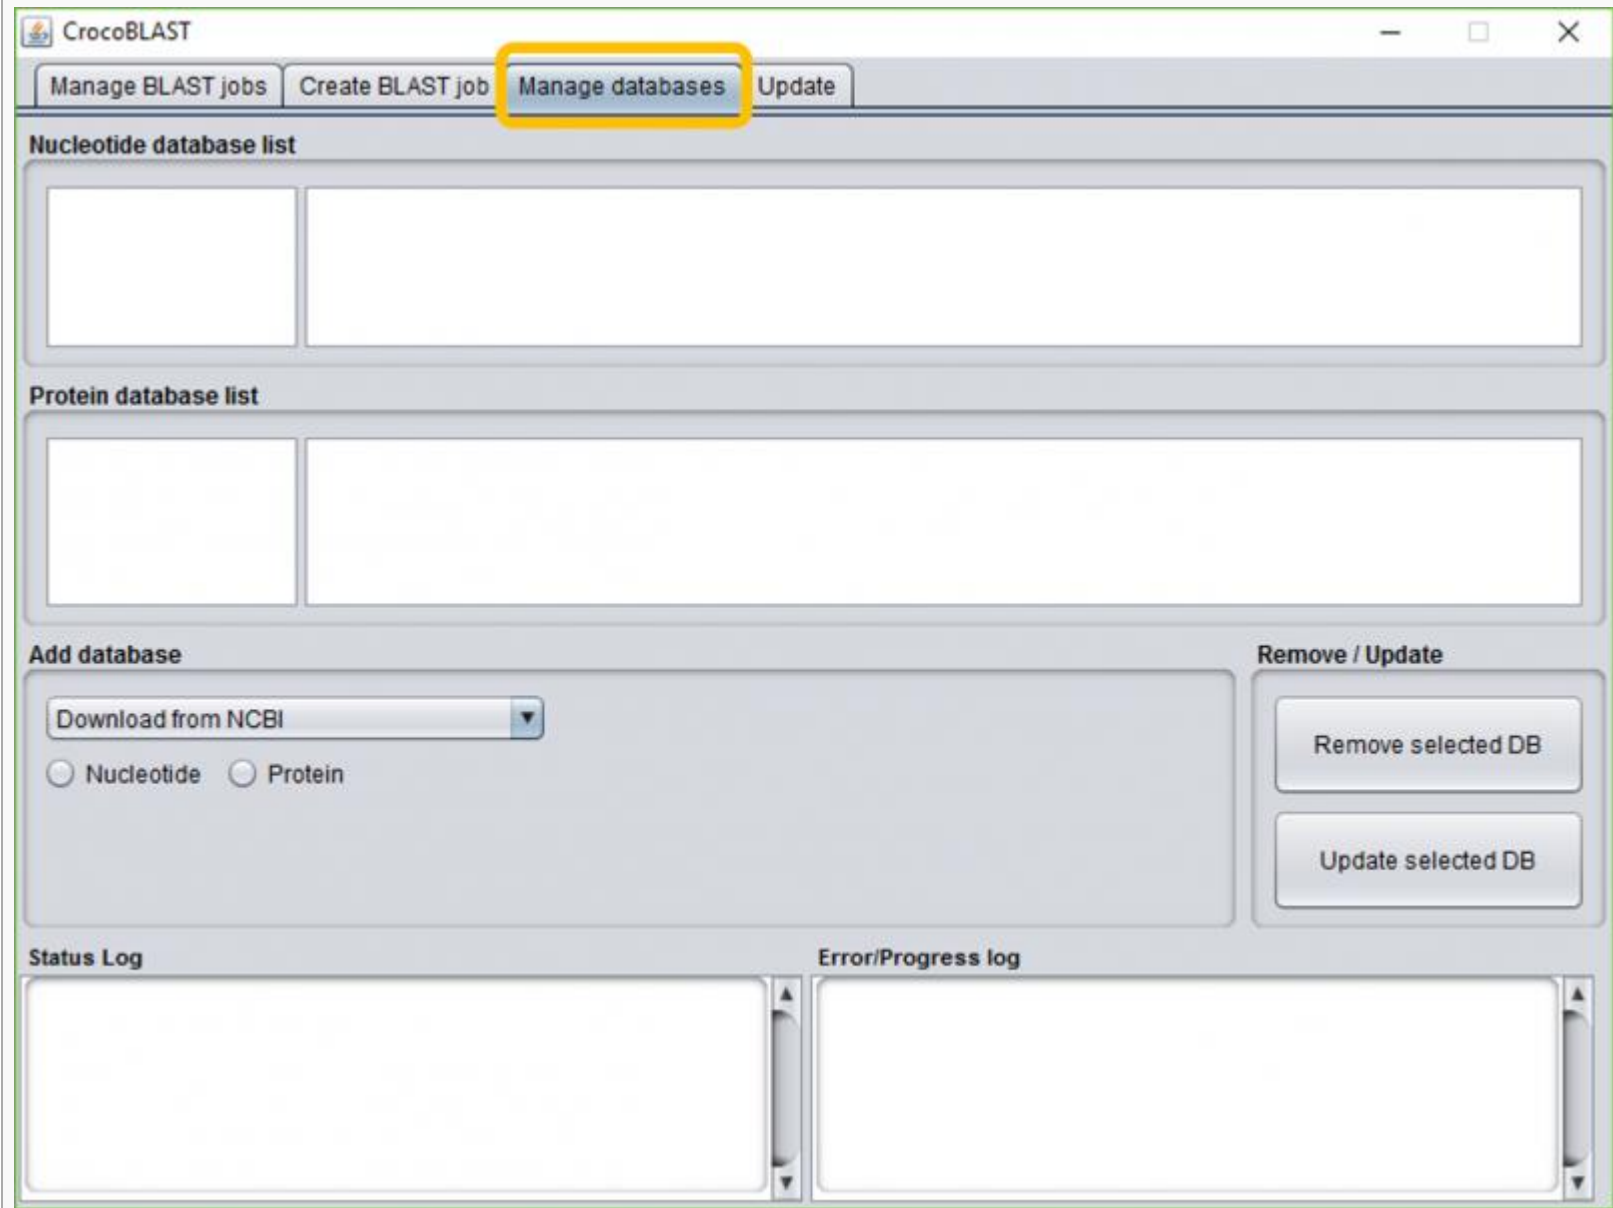 CrocoBLAST
Manage BLAST jobs Create BLAST job Manage databases Update
Nucleotide database list
Protein database list
Add database
Remove / Update
Download from NCBI
Nucleotide Protein
Remove selected DB
Update selected DB
Status Log
Error/Progress log